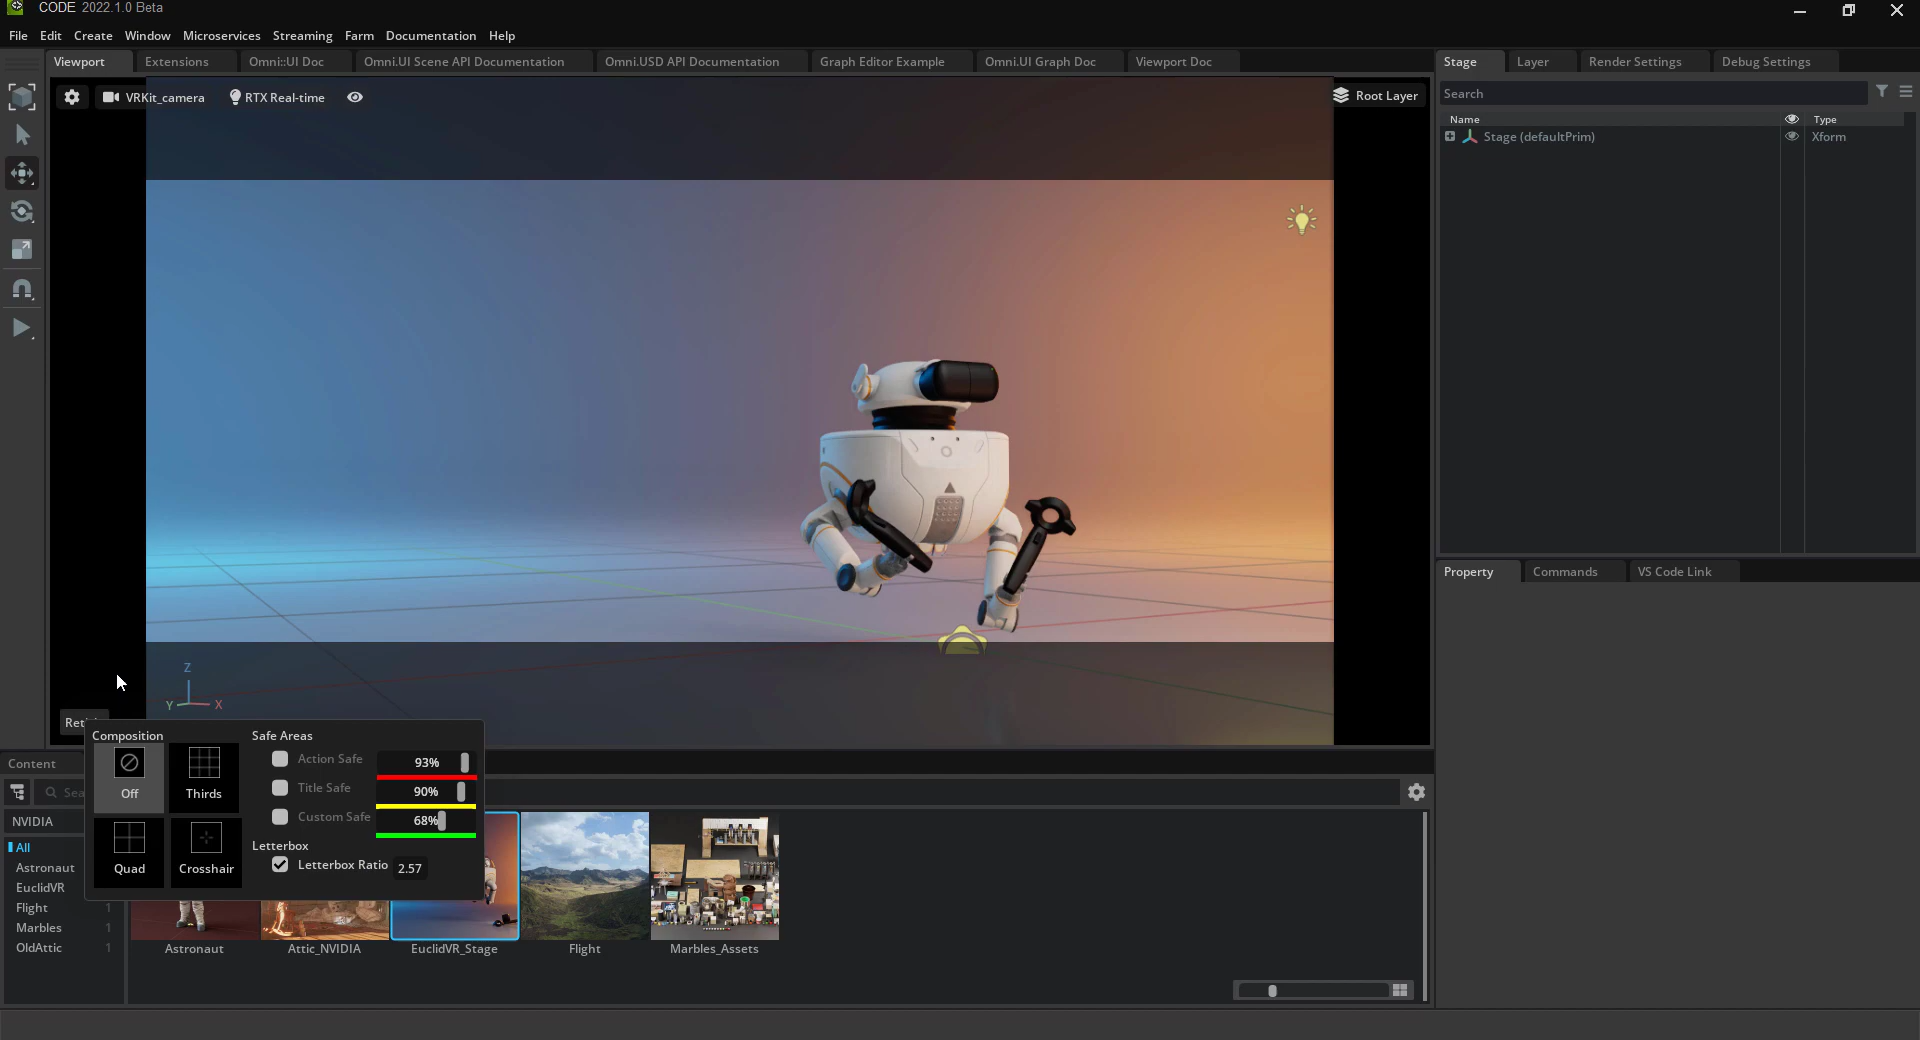 CODE 2022.1.0 Beta
File Edit Create Window Microservices Streaming Farm Documentation Help
Viewport Extensions Omni::UI Doc Omni.UI Scene API Documentation Omni.USD API Documentation Graph Editor Example Omni.UI Graph Doc Viewport Doc
VRKit_camera RTX Real-time Root Layer
Stage Layer Render Settings Debug Settings
Search
Name Type
Stage (defaultPrim) Xform
Property Commands VS Code Link
Z
Y X
Composition
Off Thirds
Quad Crosshair
Safe Areas
Action Safe 93%
Title Safe 90%
Custom Safe 68%
Letterbox
Letterbox Ratio 2.57
Content
NVIDIA
All
Astronaut
EuclidVR
Flight 1
Marbles 1
OldAttic 1
Astronaut Attic_NVIDIA EuclidVR_Stage Flight Marbles_Assets